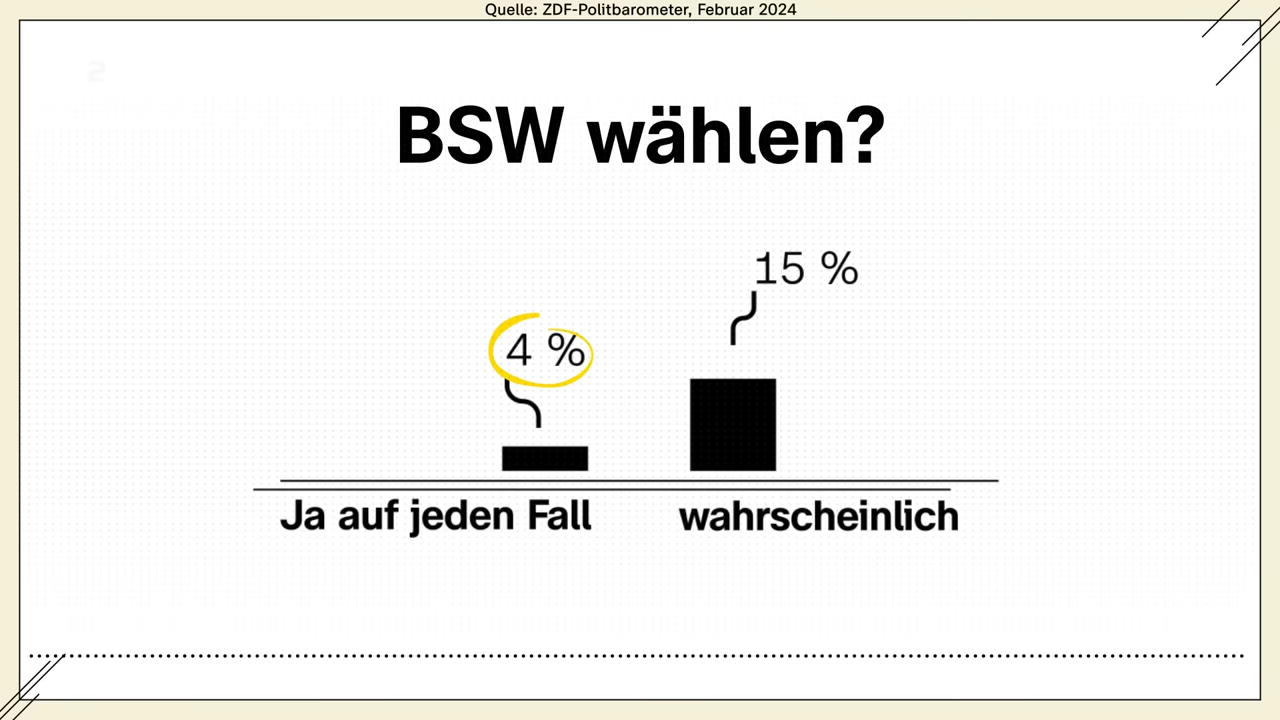 Quelle: ZDF-Politbarometer, Februar 2024
BSW wählen?
15 %
4 %
Ja auf jeden Fall
wahrscheinlich